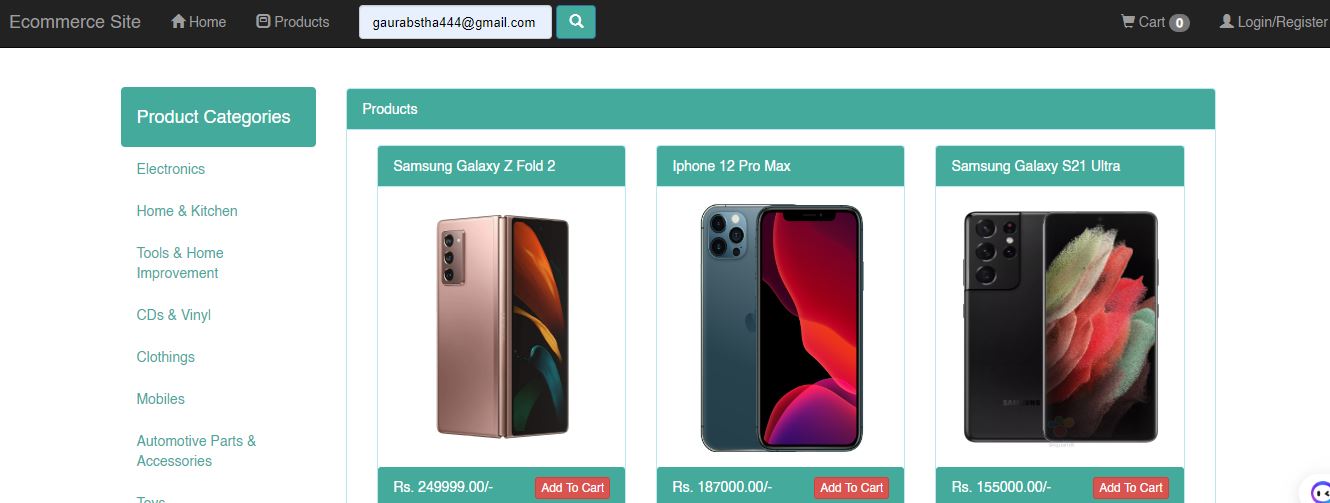 Ecommerce Site Home Products gaurabstha444@gmail.com Cart 0 Login/Register
Product Categories
Electronics
Home & Kitchen
Tools & Home
Improvement
CDs & Vinyl
Clothings
Mobiles
Automotive Parts &
Accessories
Toys
Products
Samsung Galaxy Z Fold 2
Rs. 249999.00/- Add To Cart
Iphone 12 Pro Max
Rs. 187000.00/- Add To Cart
Samsung Galaxy S21 Ultra
SAMSUNG
Rs. 155000.00/- Add To Cart